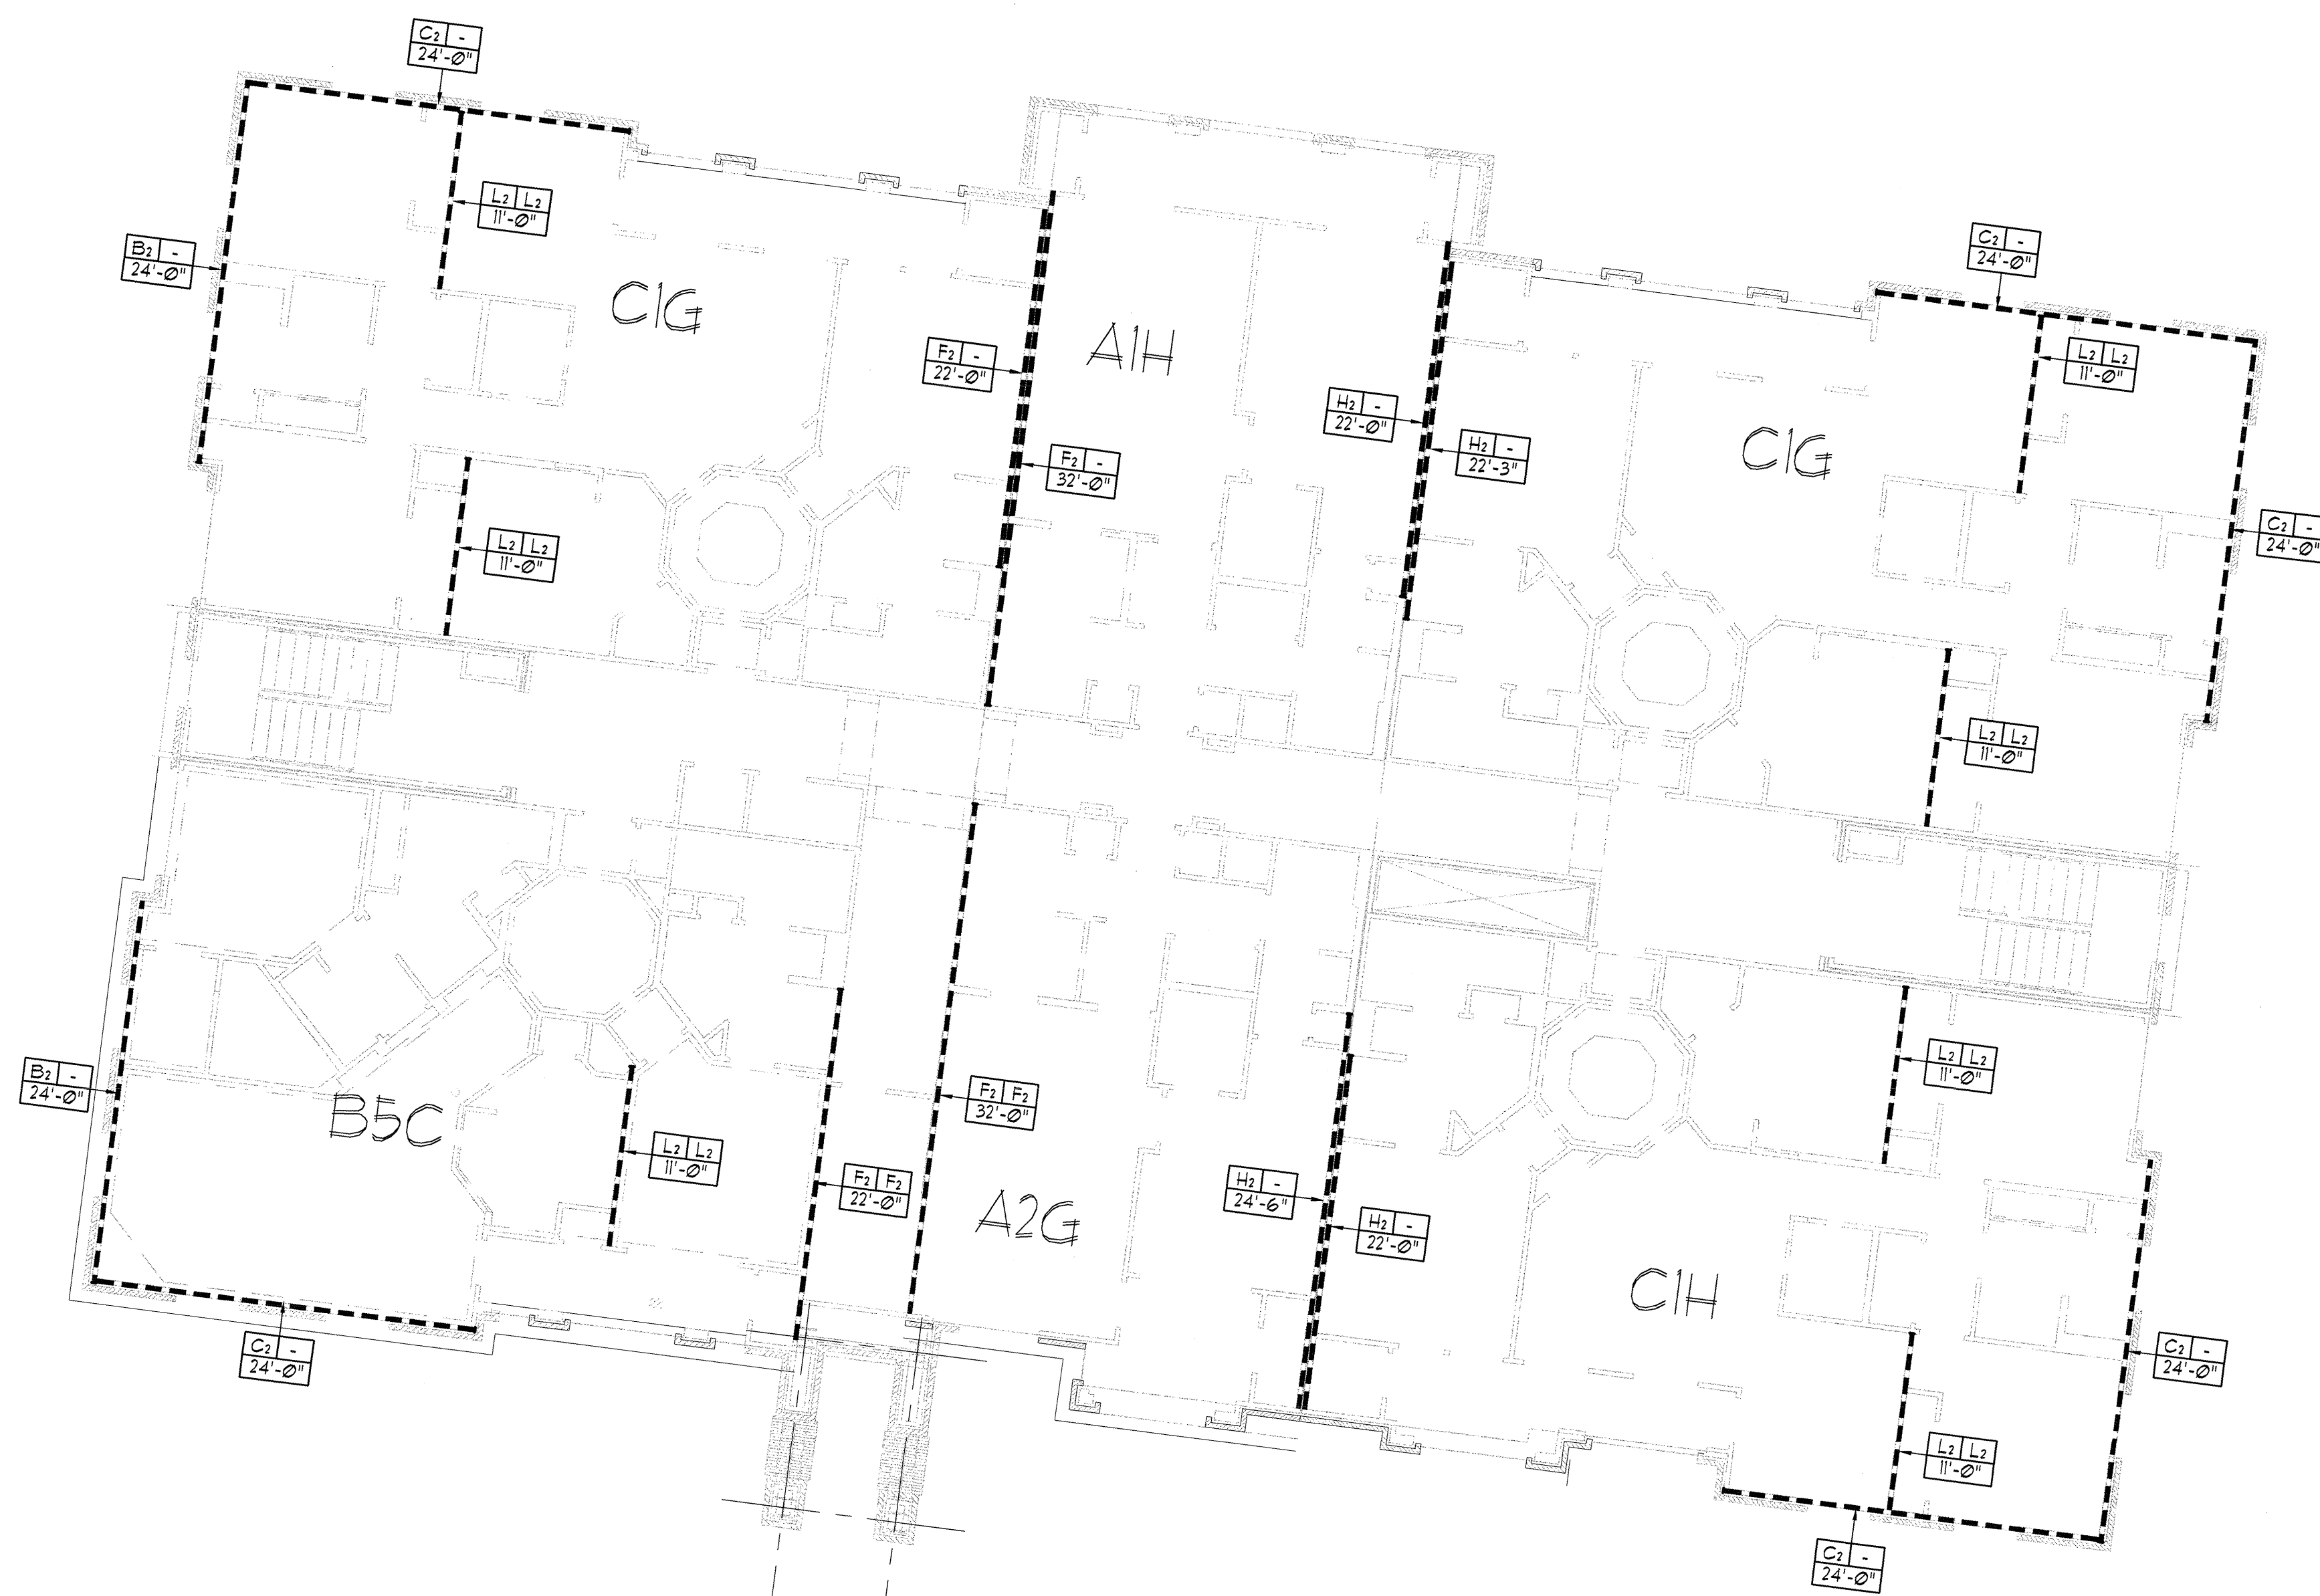 C2 -
24'-0"
L2 L2
11'-0"
B2 -
24'-0"
C1G
F2 -
22'-0"
A1H
F2 -
32'-0"
H2 -
22'-0"
H2 -
22'-3"
C2 -
24'-0"
L2 L2
11'-0"
C1G
C2 -
24'-0"
L2 L2
11'-0"
L2 L2
11'-0"
B2 -
24'-0"
B5C
L2 L2
11'-0"
F2 F2
22'-0"
F2 F2
32'-0"
A2G
H2 -
24'-6"
H2 -
22'-0"
L2 L2
11'-0"
C1H
C2 -
24'-0"
C2 -
24'-0"
L2 L2
11'-0"
C2 -
24'-0"